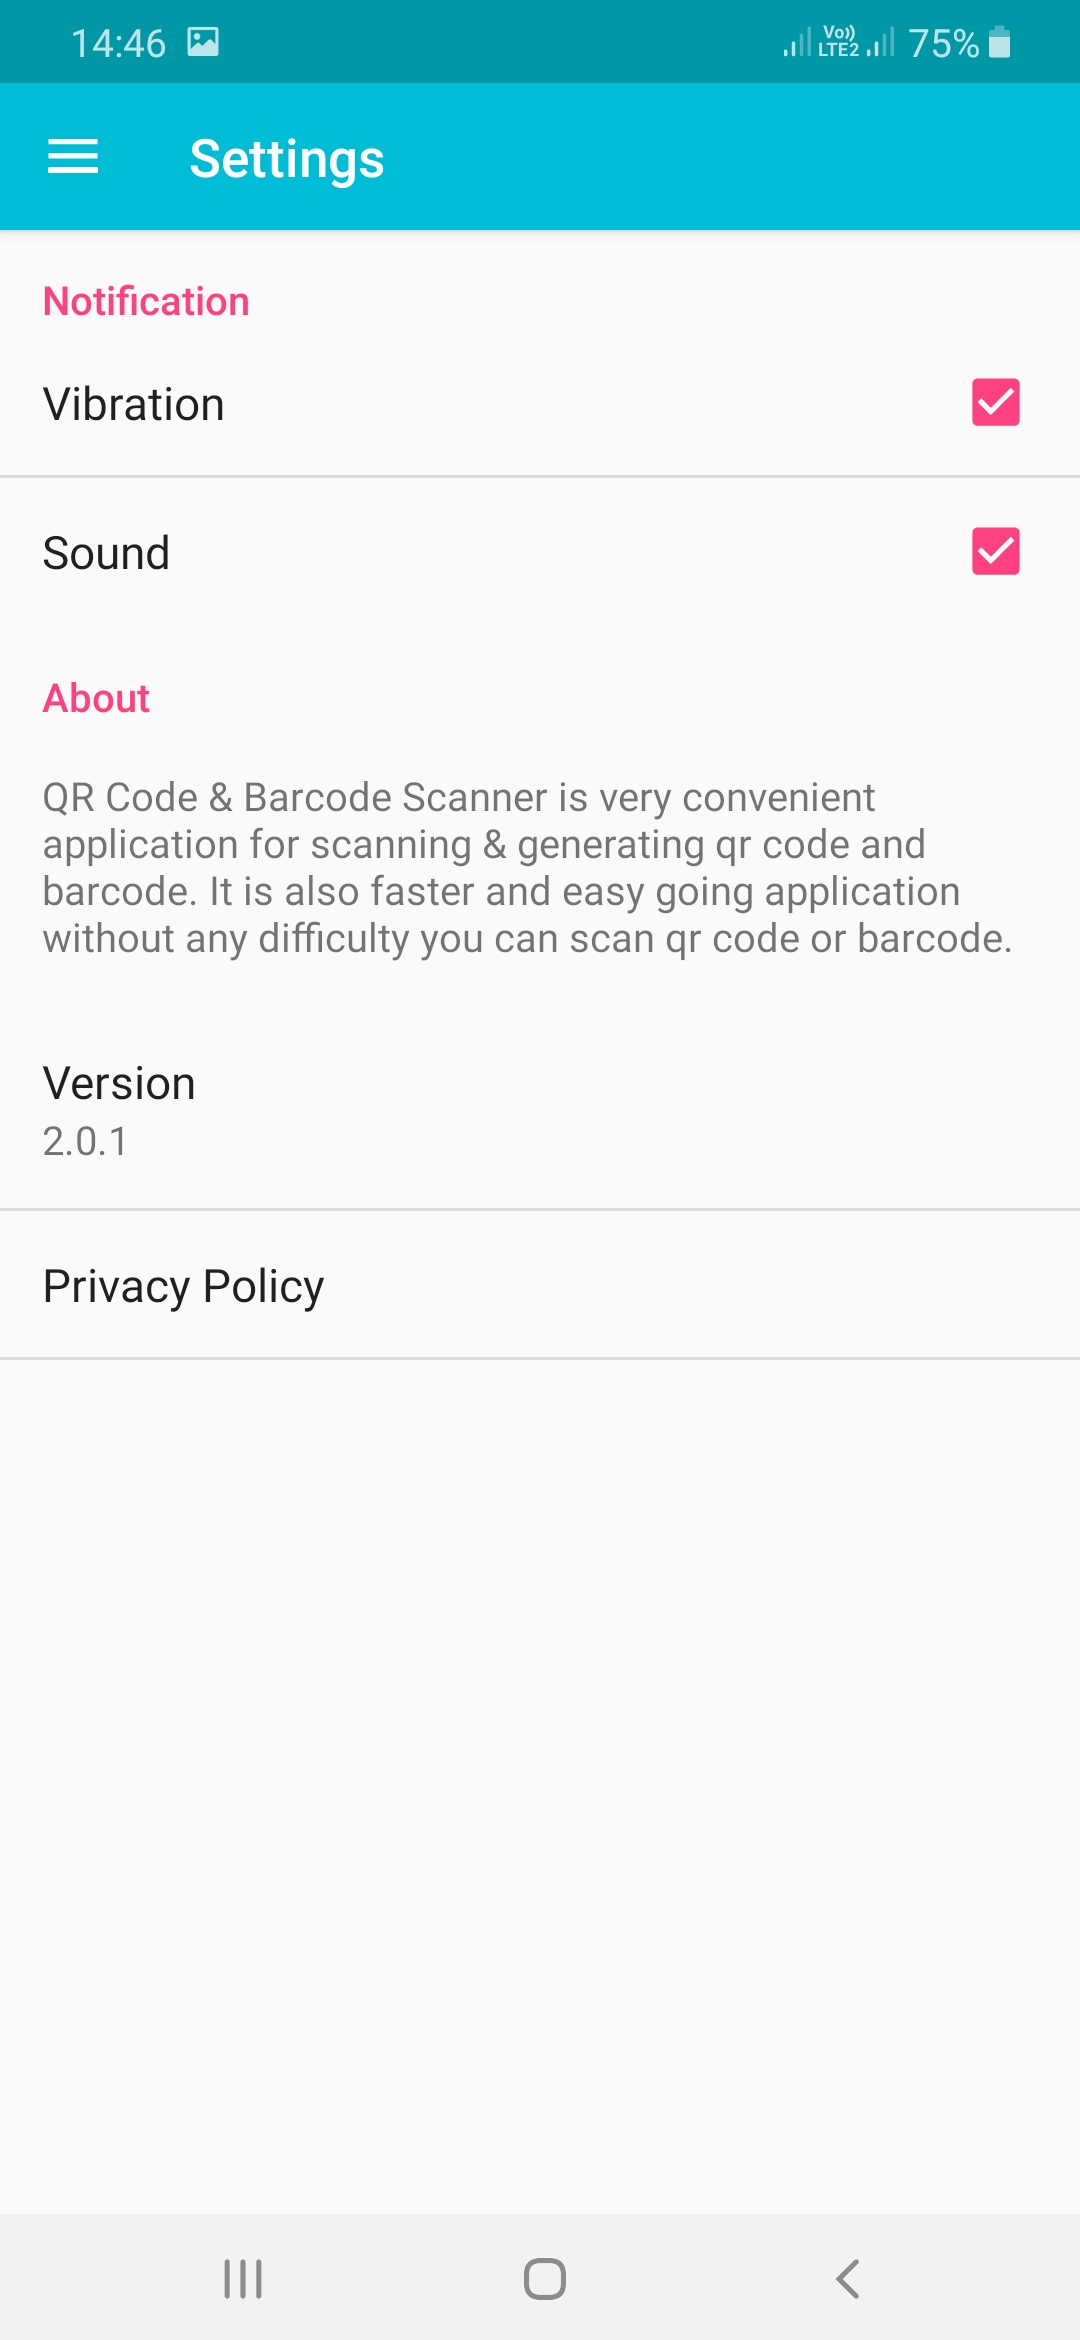 14:46
Vo)) LTE2 75%
Settings
Notification
Vibration
Sound
About
QR Code & Barcode Scanner is very convenient
application for scanning & generating qr code and
barcode. It is also faster and easy going application
without any difficulty you can scan qr code or barcode.
Version
2.0.1
Privacy Policy